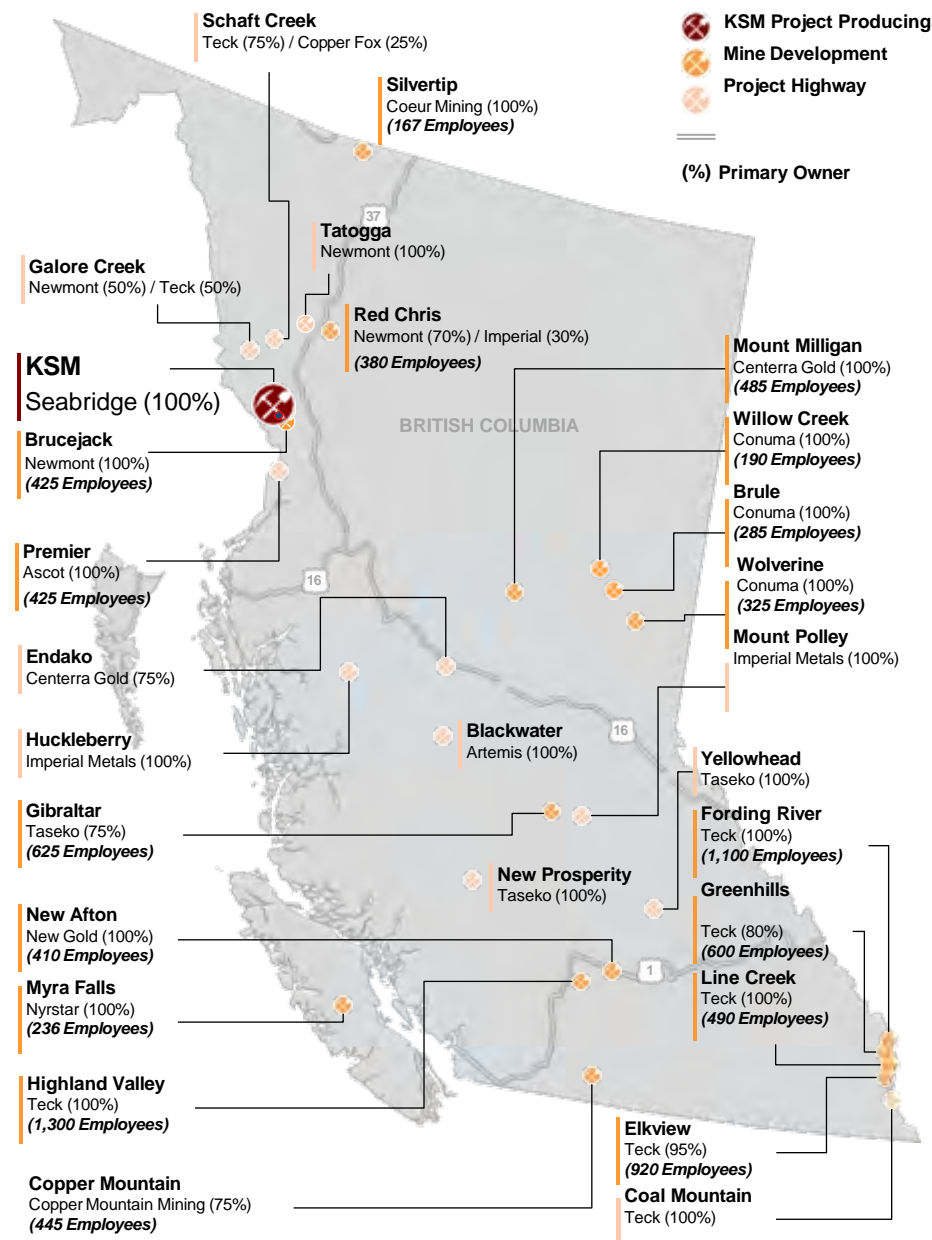 Schaft Creek
Teck (75%) / Copper Fox (25%)
KSM Project Producing
Mine Development
Project Highway
(%) Primary Owner
Silvertip
Coeur Mining (100%)
(167 Employees)
37
Tatogga
Newmont (100%)
Galore Creek
Newmont (50%) / Teck (50%)
Red Chris
Newmont (70%) / Imperial (30%)
(380 Employees)
KSM
Seabridge (100%)
Brucejack
Newmont (100%)
(425 Employees)
BRITISH COLUMBIA
Mount Milligan
Centerra Gold (100%)
(485 Employees)
Willow Creek
Conuma (100%)
(190 Employees)
Brule
Conuma (100%)
(285 Employees)
Wolverine
Conuma (100%)
(325 Employees)
Mount Polley
Imperial Metals (100%)
Premier
Ascot (100%)
(425 Employees)
16
Endako
Centerra Gold (75%)
Huckleberry
Imperial Metals (100%)
Blackwater
Artemis (100%)
16
Yellowhead
Taseko (100%)
Gibraltar
Taseko (75%)
(625 Employees)
Fording River
Teck (100%)
(1,100 Employees)
New Prosperity
Taseko (100%)
Greenhills
Teck (80%)
(600 Employees)
New Afton
New Gold (100%)
(410 Employees)
1
Line Creek
Teck (100%)
(490 Employees)
Myra Falls
Nyrstar (100%)
(236 Employees)
Highland Valley
Teck (100%)
(1,300 Employees)
Elkview
Teck (95%)
(920 Employees)
Copper Mountain
Copper Mountain Mining (75%)
(445 Employees)
Coal Mountain
Teck (100%)